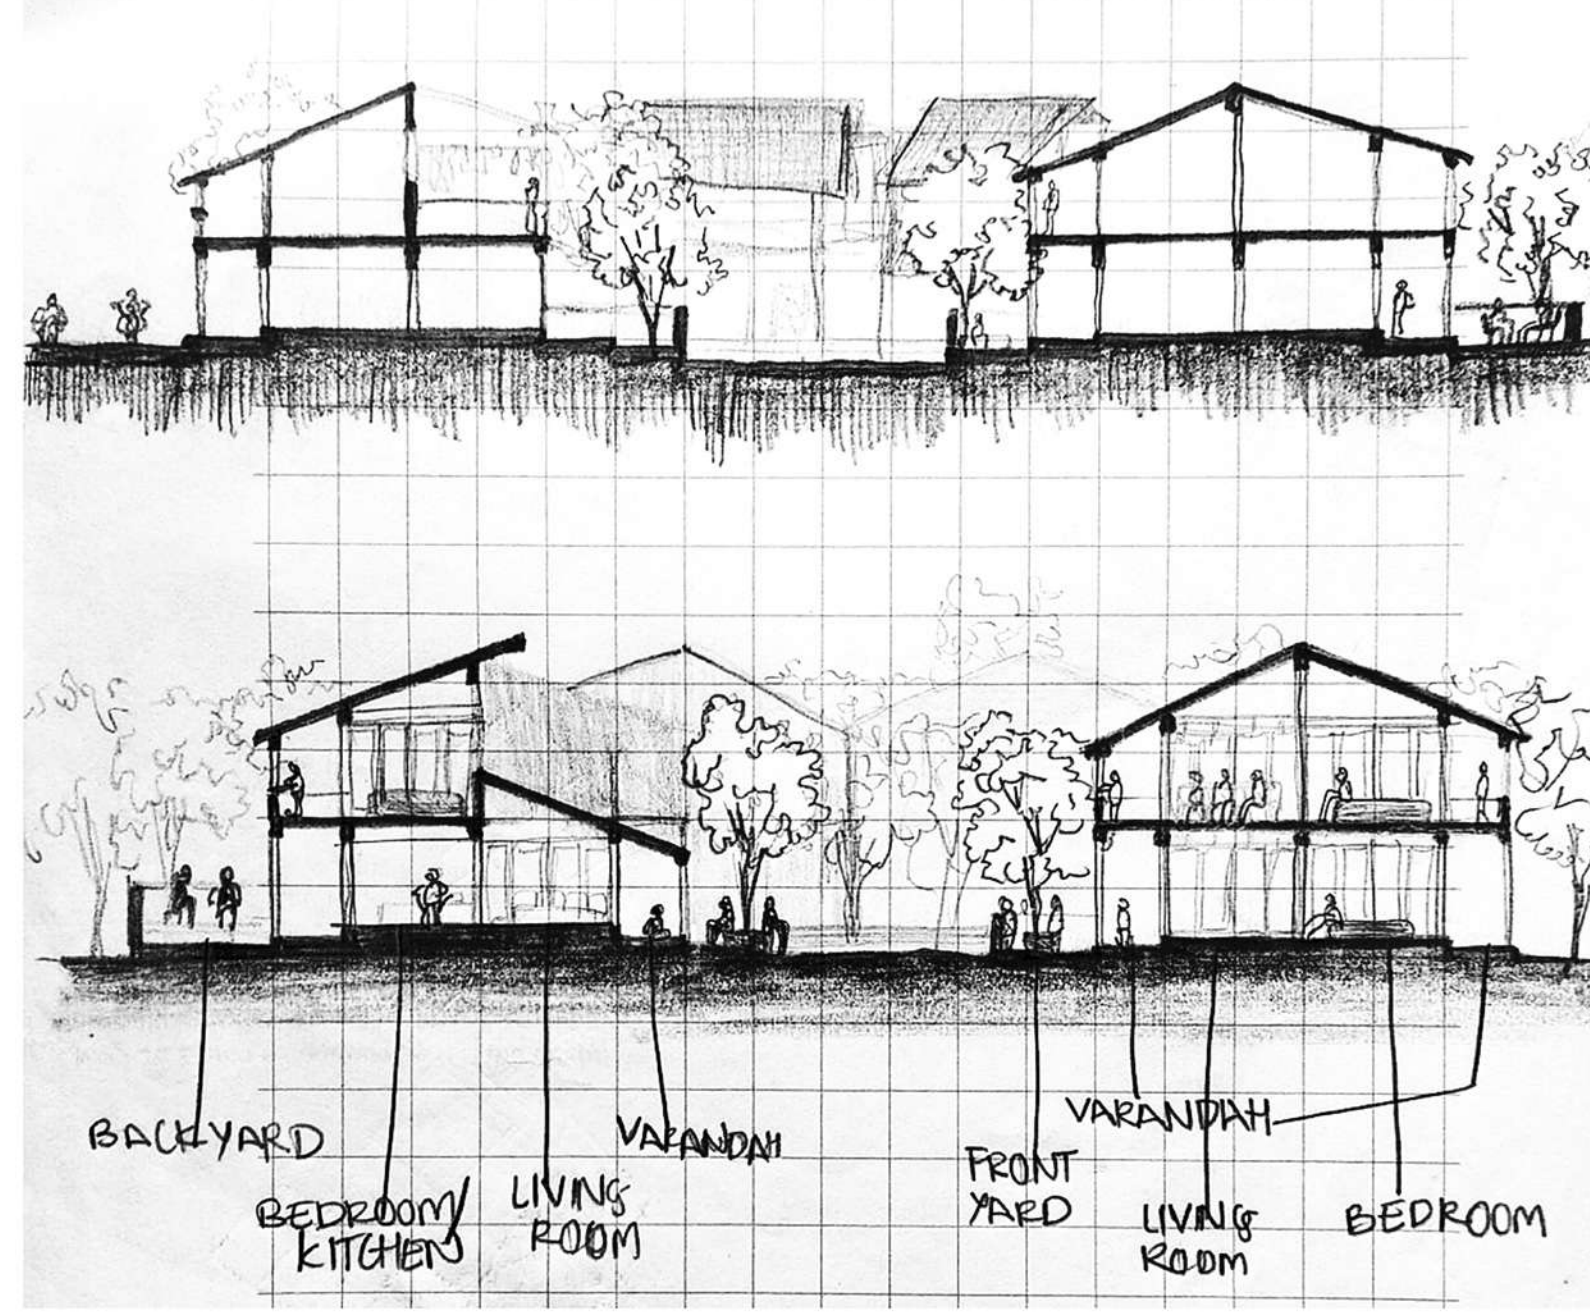 BACKYARD
VARANDAH
VARANDAH
FRONT
YARD
BEDROOM/
KITCHEN
LIVING
ROOM
LIVING
ROOM
BEDROOM